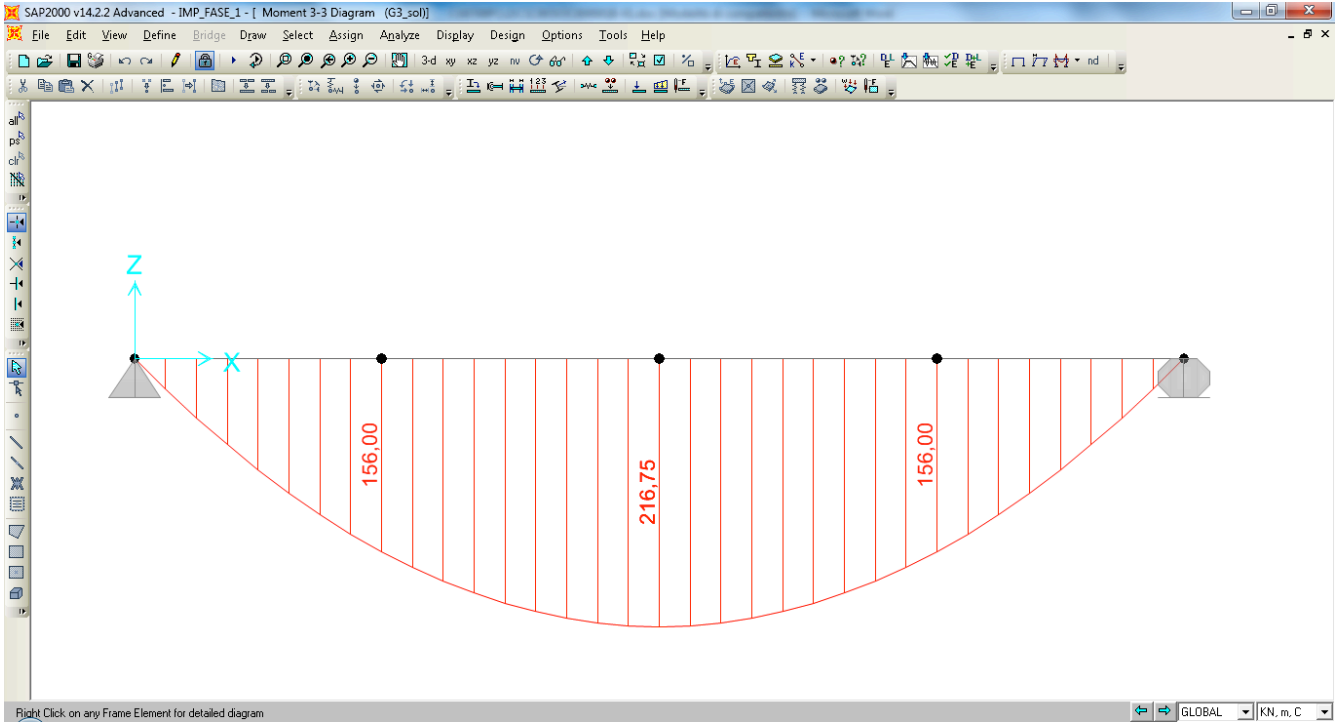 SAP2000 v14.2.2 Advanced - IMP_FASE_1 - [ Moment 3-3 Diagram (G3_sol)]
File Edit View Define Bridge Draw Select Assign Analyze Display Design Options Tools Help
3-d xy xz yz nv
nd
all
ps
clr
Z
X
156,00
216,75
156,00
Right Click on any Frame Element for detailed diagram
GLOBAL
KN, m, C